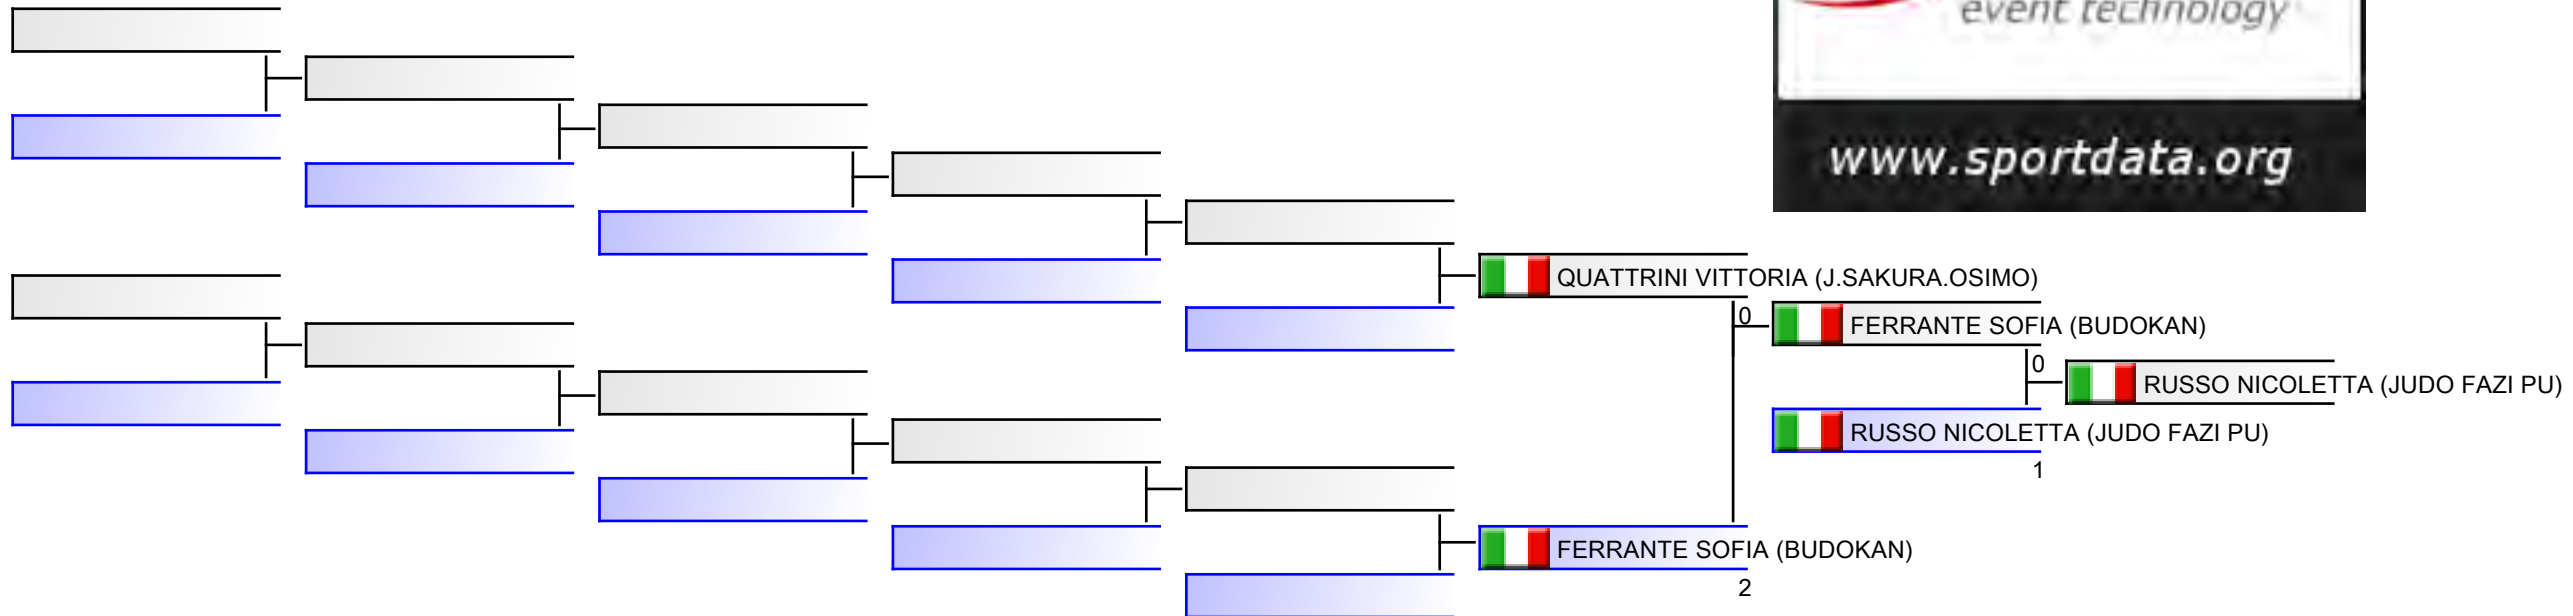 event technology
www.sportdata.org
QUATTRINI VITTORIA (J.SAKURA.OSIMO)
0
FERRANTE SOFIA (BUDOKAN)
0
RUSSO NICOLETTA (JUDO FAZI PU)
RUSSO NICOLETTA (JUDO FAZI PU)
1
FERRANTE SOFIA (BUDOKAN)
2